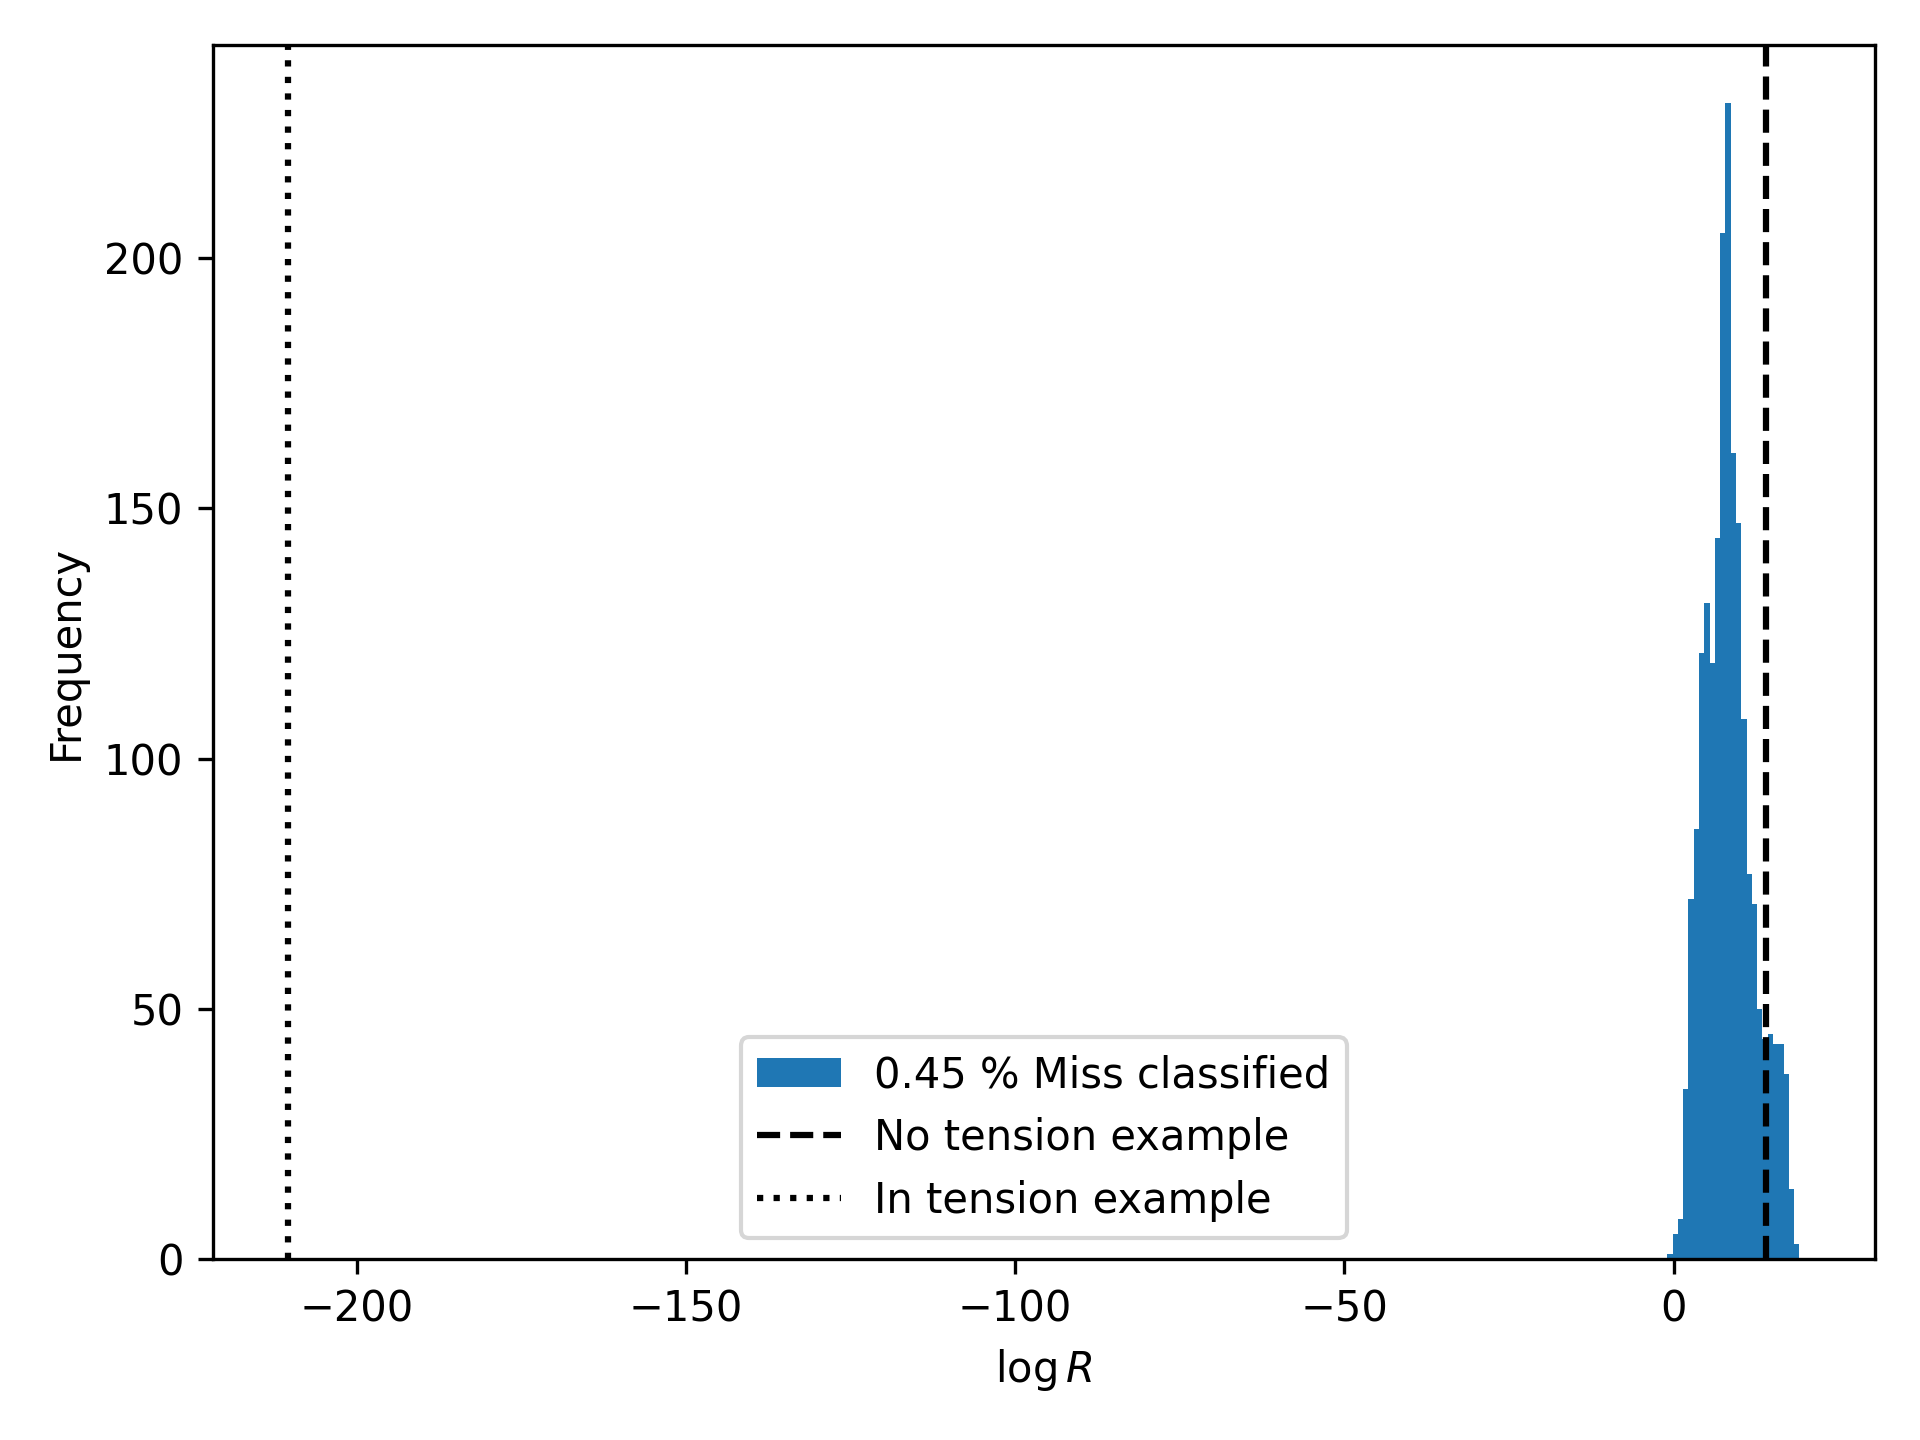 Frequency
200
150
100
50
0
0.45 % Miss classified
No tension example
In tension example
−200 −150 −100 −50 0
log R